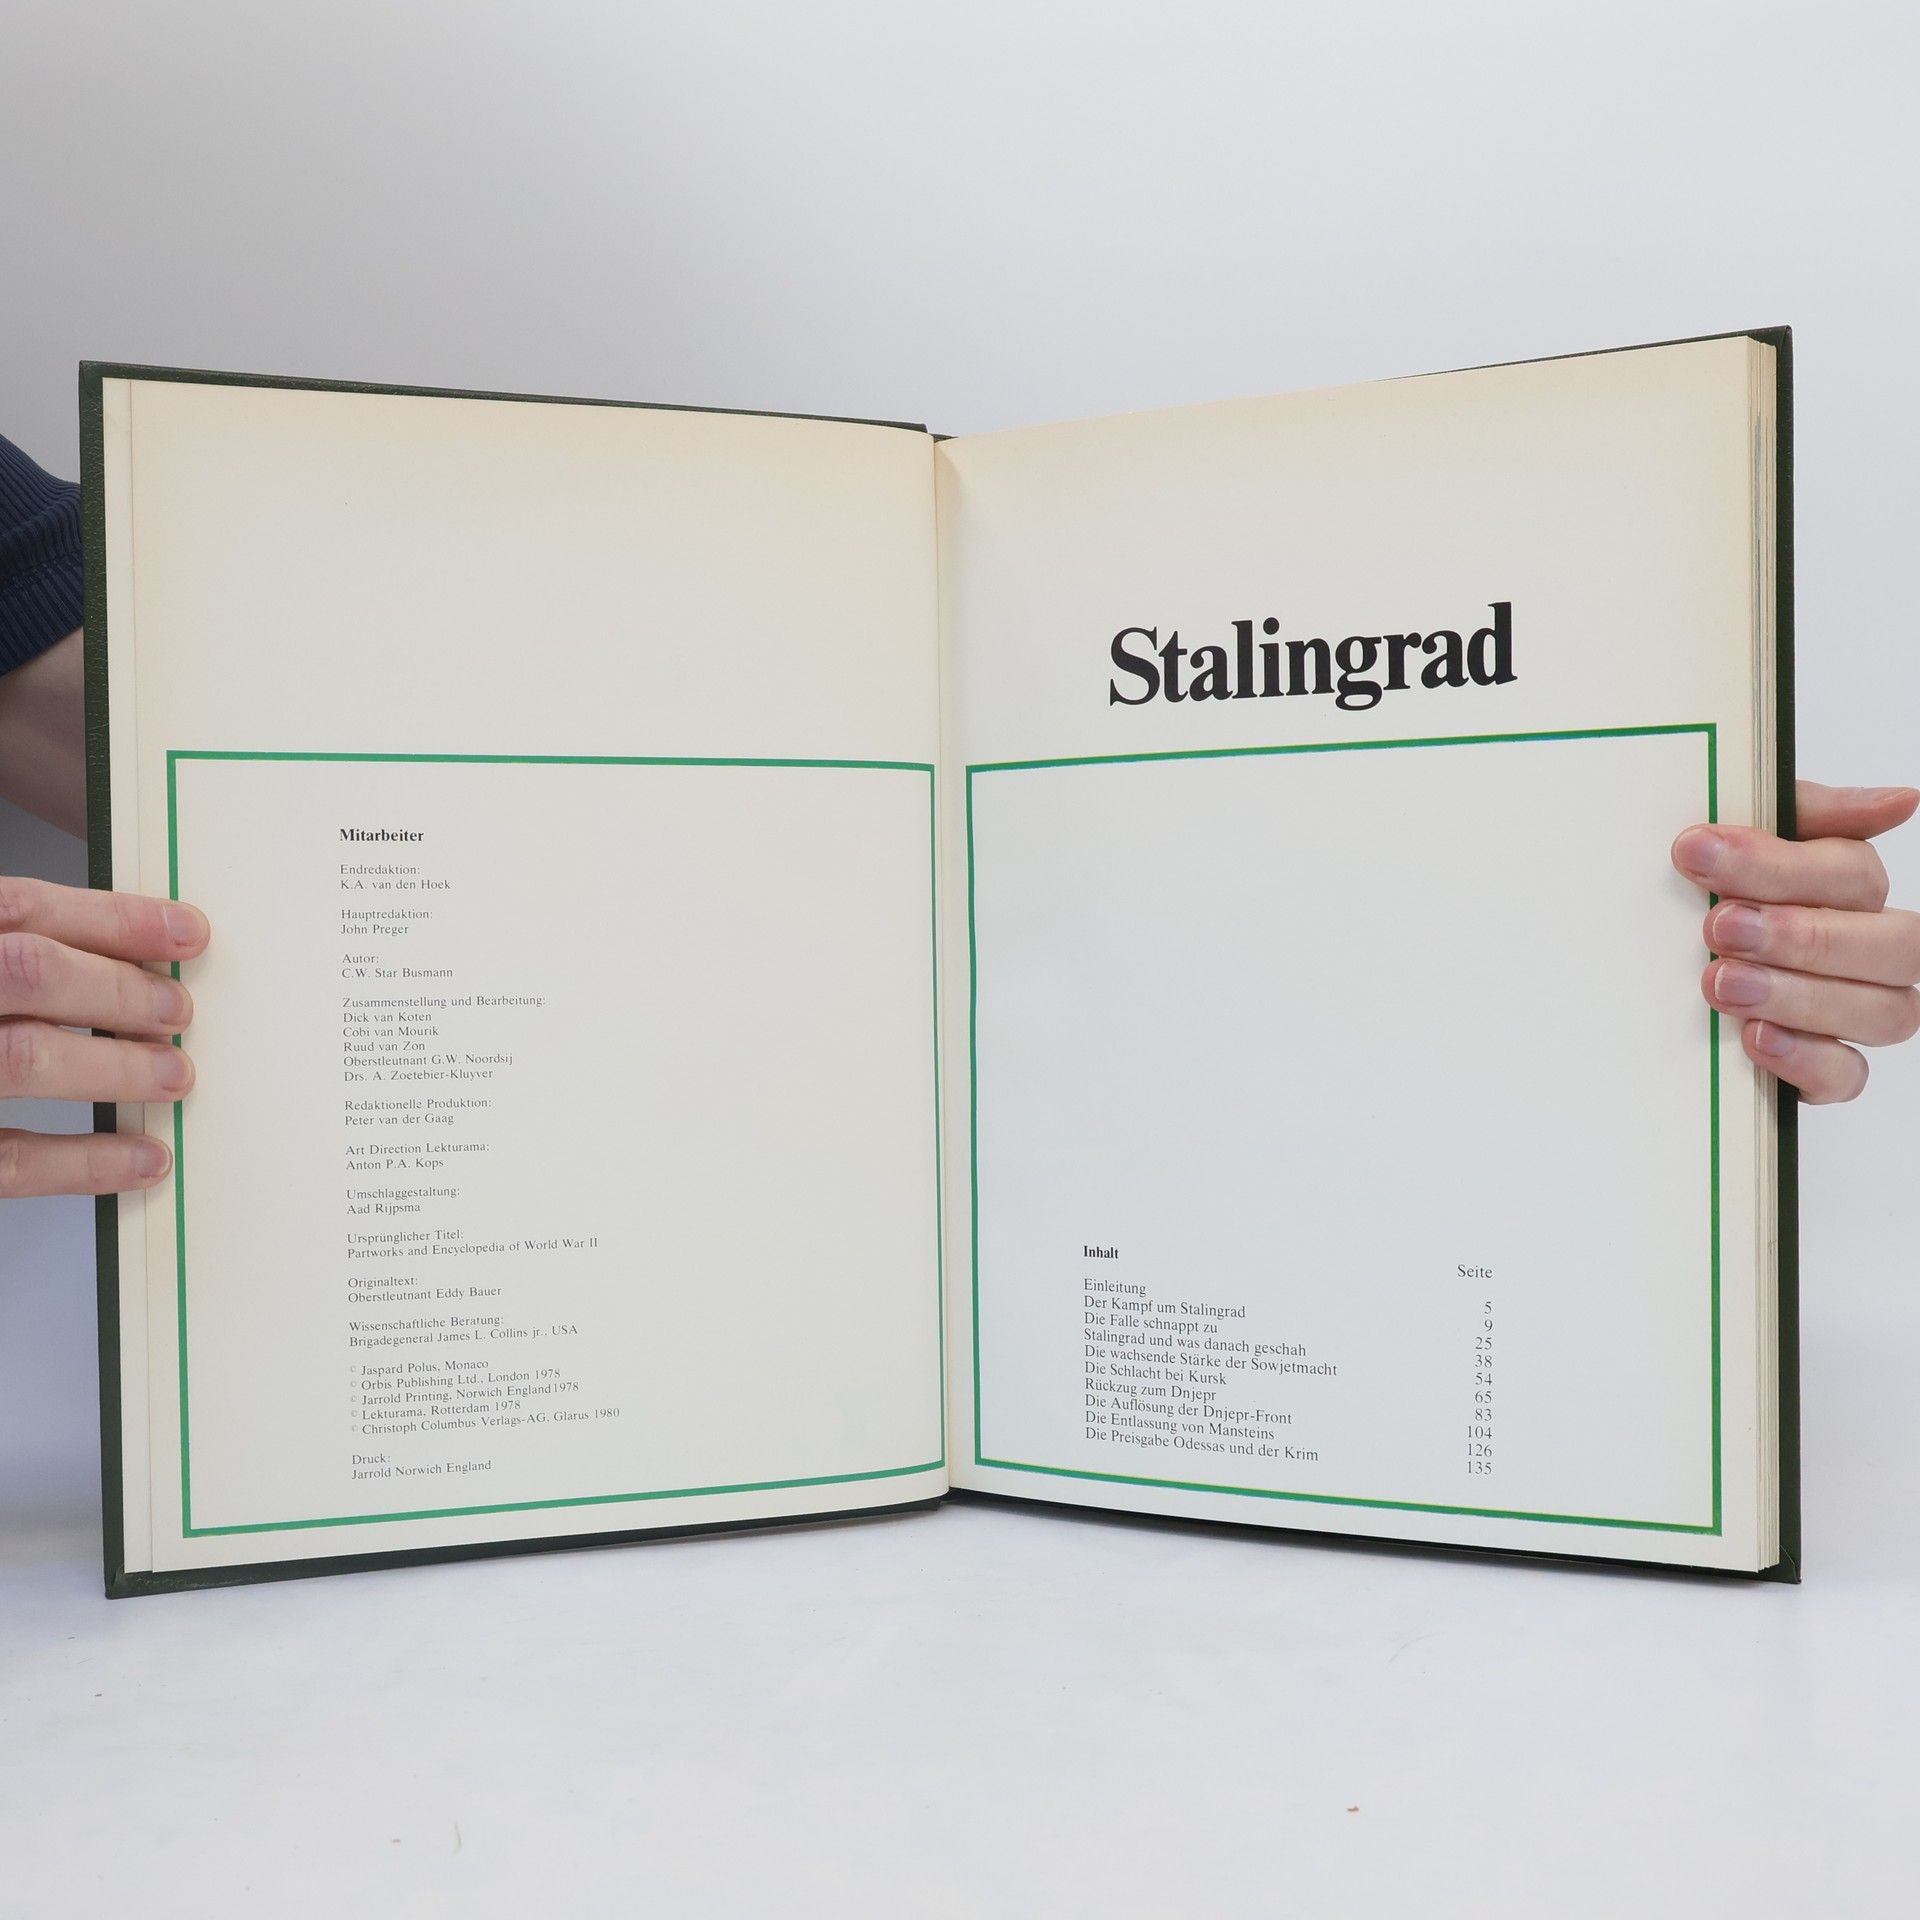 Mitarbeiter
Endredaktion:
K.A. van den Hoek
Hauptredaktion:
John Preger
Autor:
C.W. Star Busmann
Zusammenstellung und Bearbeitung:
Dick van Koten
Cobi van Mourik
Ruud van Zon
Oberstleutnant G.W. Noordsij
Drs. A. Zoetebier-Kluyver
Redaktionelle Produktion:
Peter van der Gaag
Art Direction Lekturama:
Anton P.A. Kops
Umschlaggestaltung:
Aad Rijpsma
Ursprünglicher Titel:
Partworks and Encyclopedia of World War II
Originaltext:
Oberstleutnant Eddy Bauer
Wissenschaftliche Beratung:
Brigadegeneral James L. Collins jr., USA
© Jaspard Polus, Monaco
© Orbis Publishing Ltd., London 1978
© Jarrold Printing, Norwich England 1978
© Lekturama, Rotterdam 1978
© Christoph Columbus Verlags-AG, Glarus 1980
Druck:
Jarrold Norwich England
Stalingrad
Inhalt
Seite
Einleitung 5
Der Kampf um Stalingrad 9
Die Falle schnappt zu 25
Stalingrad und was danach geschah 38
Die wachsende Stärke der Sowjetmacht 54
Die Schlacht bei Kursk 65
Rückzug zum Dnjepr 83
Die Auflösung der Dnjepr-Front 104
Die Entlassung von Mansteins 126
Die Preisgabe Odessas und der Krim 135